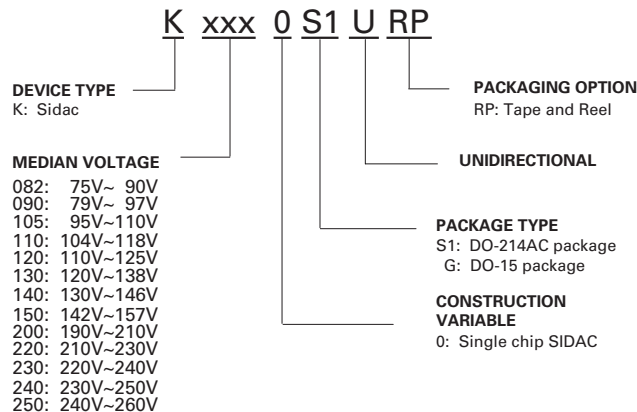 K xxx 0 S1 U RP
DEVICE TYPE
K: Sidac
MEDIAN VOLTAGE
082: 75V~ 90V
090: 79V~ 97V
105: 95V~110V
110: 104V~118V
120: 110V~125V
130: 120V~138V
140: 130V~146V
150: 142V~157V
200: 190V~210V
220: 210V~230V
230: 220V~240V
240: 230V~250V
250: 240V~260V
PACKAGING OPTION
RP: Tape and Reel
UNIDIRECTIONAL
PACKAGE TYPE
S1: DO-214AC package
G: DO-15 package
CONSTRUCTION
VARIABLE
0: Single chip SIDAC